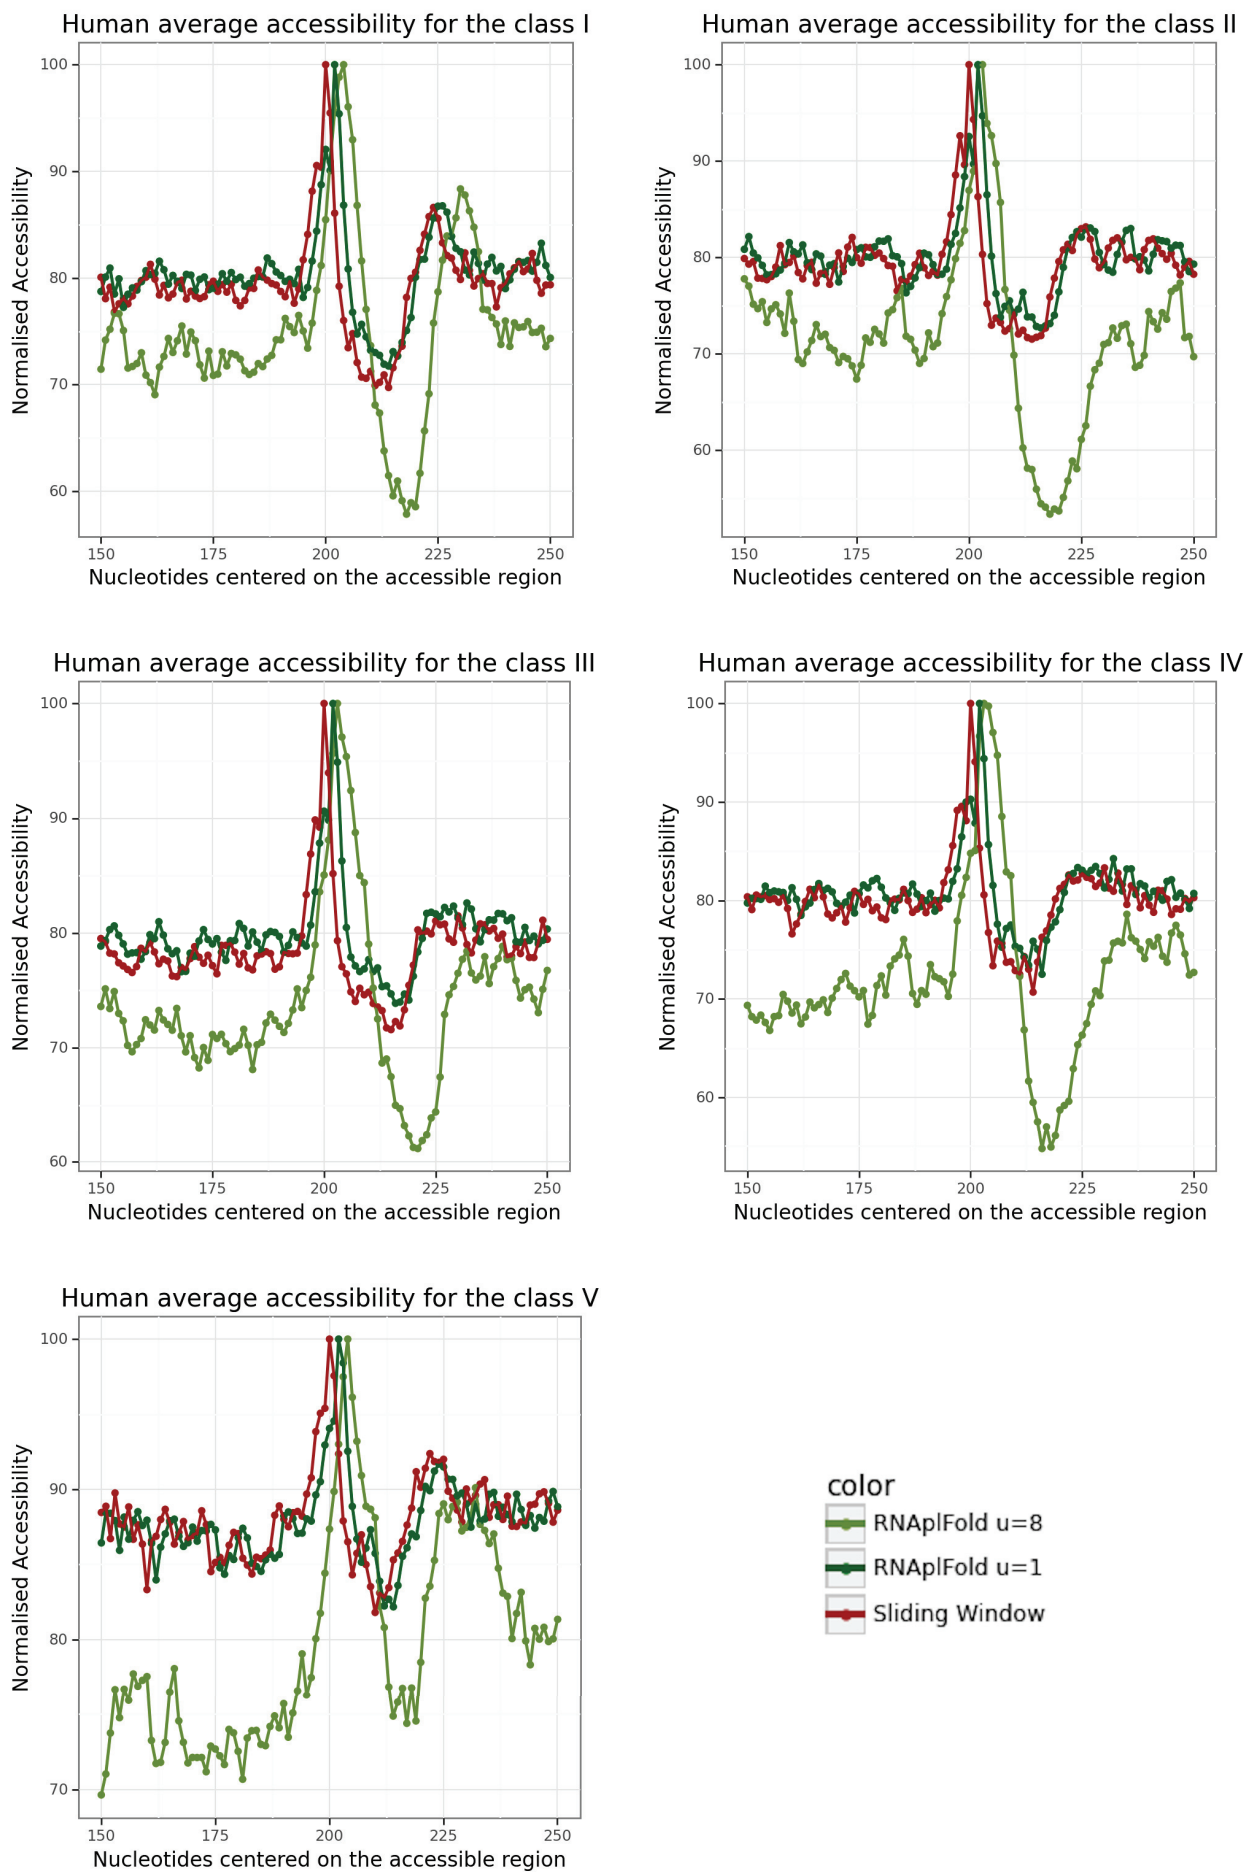 Human average accessibility for the class I
Normalised Accessibility
100
90
80
70
60
150 175 200 225 250
Nucleotides centered on the accessible region
Human average accessibility for the class II
Normalised Accessibility
100
90
80
70
60
150 175 200 225 250
Nucleotides centered on the accessible region
Human average accessibility for the class III
Normalised Accessibility
100
90
80
70
60
150 175 200 225 250
Nucleotides centered on the accessible region
Human average accessibility for the class IV
Normalised Accessibility
100
90
80
70
60
150 175 200 225 250
Nucleotides centered on the accessible region
Human average accessibility for the class V
Normalised Accessibility
100
90
80
70
150 175 200 225 250
Nucleotides centered on the accessible region
color
RNAplFold u=8
RNAplFold u=1
Sliding Window